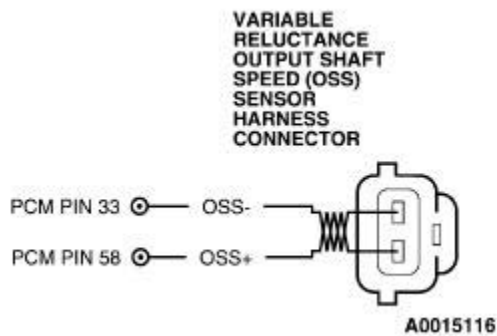 VARIABLE
RELUCTANCE
OUTPUT SHAFT
SPEED (OSS)
SENSOR
HARNESS
CONNECTOR
PCM PIN 33 OSS-
PCM PIN 58 OSS+
A0015116